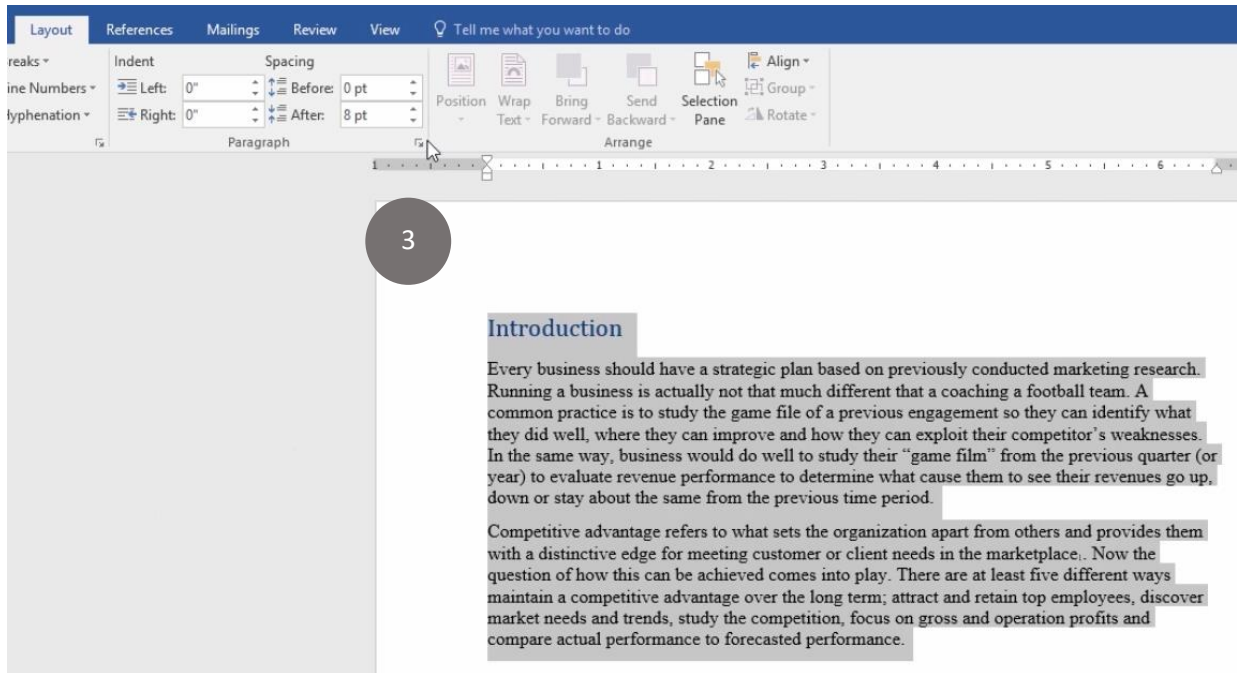 Layout References Mailings Review View Tell me what you want to do
reaks Indent Spacing Align
ine Numbers Left: 0" Before: 0 pt Position Wrap Bring Send Selection Group
lyphenation Right: 0" After: 8 pt Text Forward Backward Pane Rotate
Paragraph Arrange
1 1 2 3 4 5 6
3
Introduction
Every business should have a strategic plan based on previously conducted marketing research.
Running a business is actually not that much different that a coaching a football team. A
common practice is to study the game file of a previous engagement so they can identify what
they did well, where they can improve and how they can exploit their competitor’s weaknesses.
In the same way, business would do well to study their “game film” from the previous quarter (or
year) to evaluate revenue performance to determine what cause them to see their revenues go up,
down or stay about the same from the previous time period.
Competitive advantage refers to what sets the organization apart from others and provides them
with a distinctive edge for meeting customer or client needs in the marketplace. Now the
question of how this can be achieved comes into play. There are at least five different ways
maintain a competitive advantage over the long term; attract and retain top employees, discover
market needs and trends, study the competition, focus on gross and operation profits and
compare actual performance to forecasted performance.